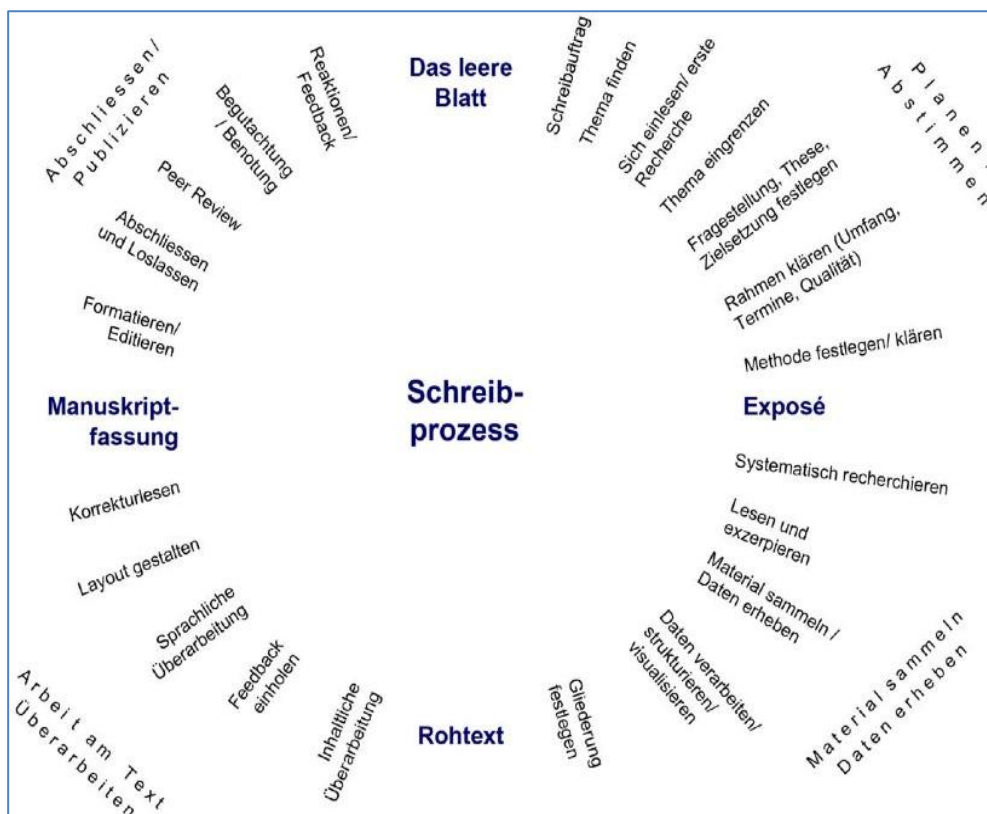 Das leere
Blatt
Schreibauftrag
Thema finden
Sich einlesen/ erste
Recherche
Thema eingrenzen
Fragestellung, These,
Zielsetzung festlegen
Rahmen klären (Umfang,
Termine, Qualität)
Methode festlegen/ klären
Planen /
Abstimmen
Exposé
Systematisch recherchieren
Lesen und
exzerpieren
Material sammeln /
Daten erheben
Daten verarbeiten/
strukturieren/
visualisieren
Gliederung
festlegen
Material sammeln
Daten erheben
Rohtext
Inhaltliche
Überarbeitung
Feedback
einholen
Sprachliche
Überarbeitung
Layout gestalten
Korrekturlesen
Arbeit am Text
Überarbeiten
Manuskript-
fassung
Formatieren/
Editieren
Abschliessen
und Loslassen
Peer Review
Begutachtung
/ Benotung
Reaktionen/
Feedback
Abschliessen/
Publizieren
Schreib-
prozess